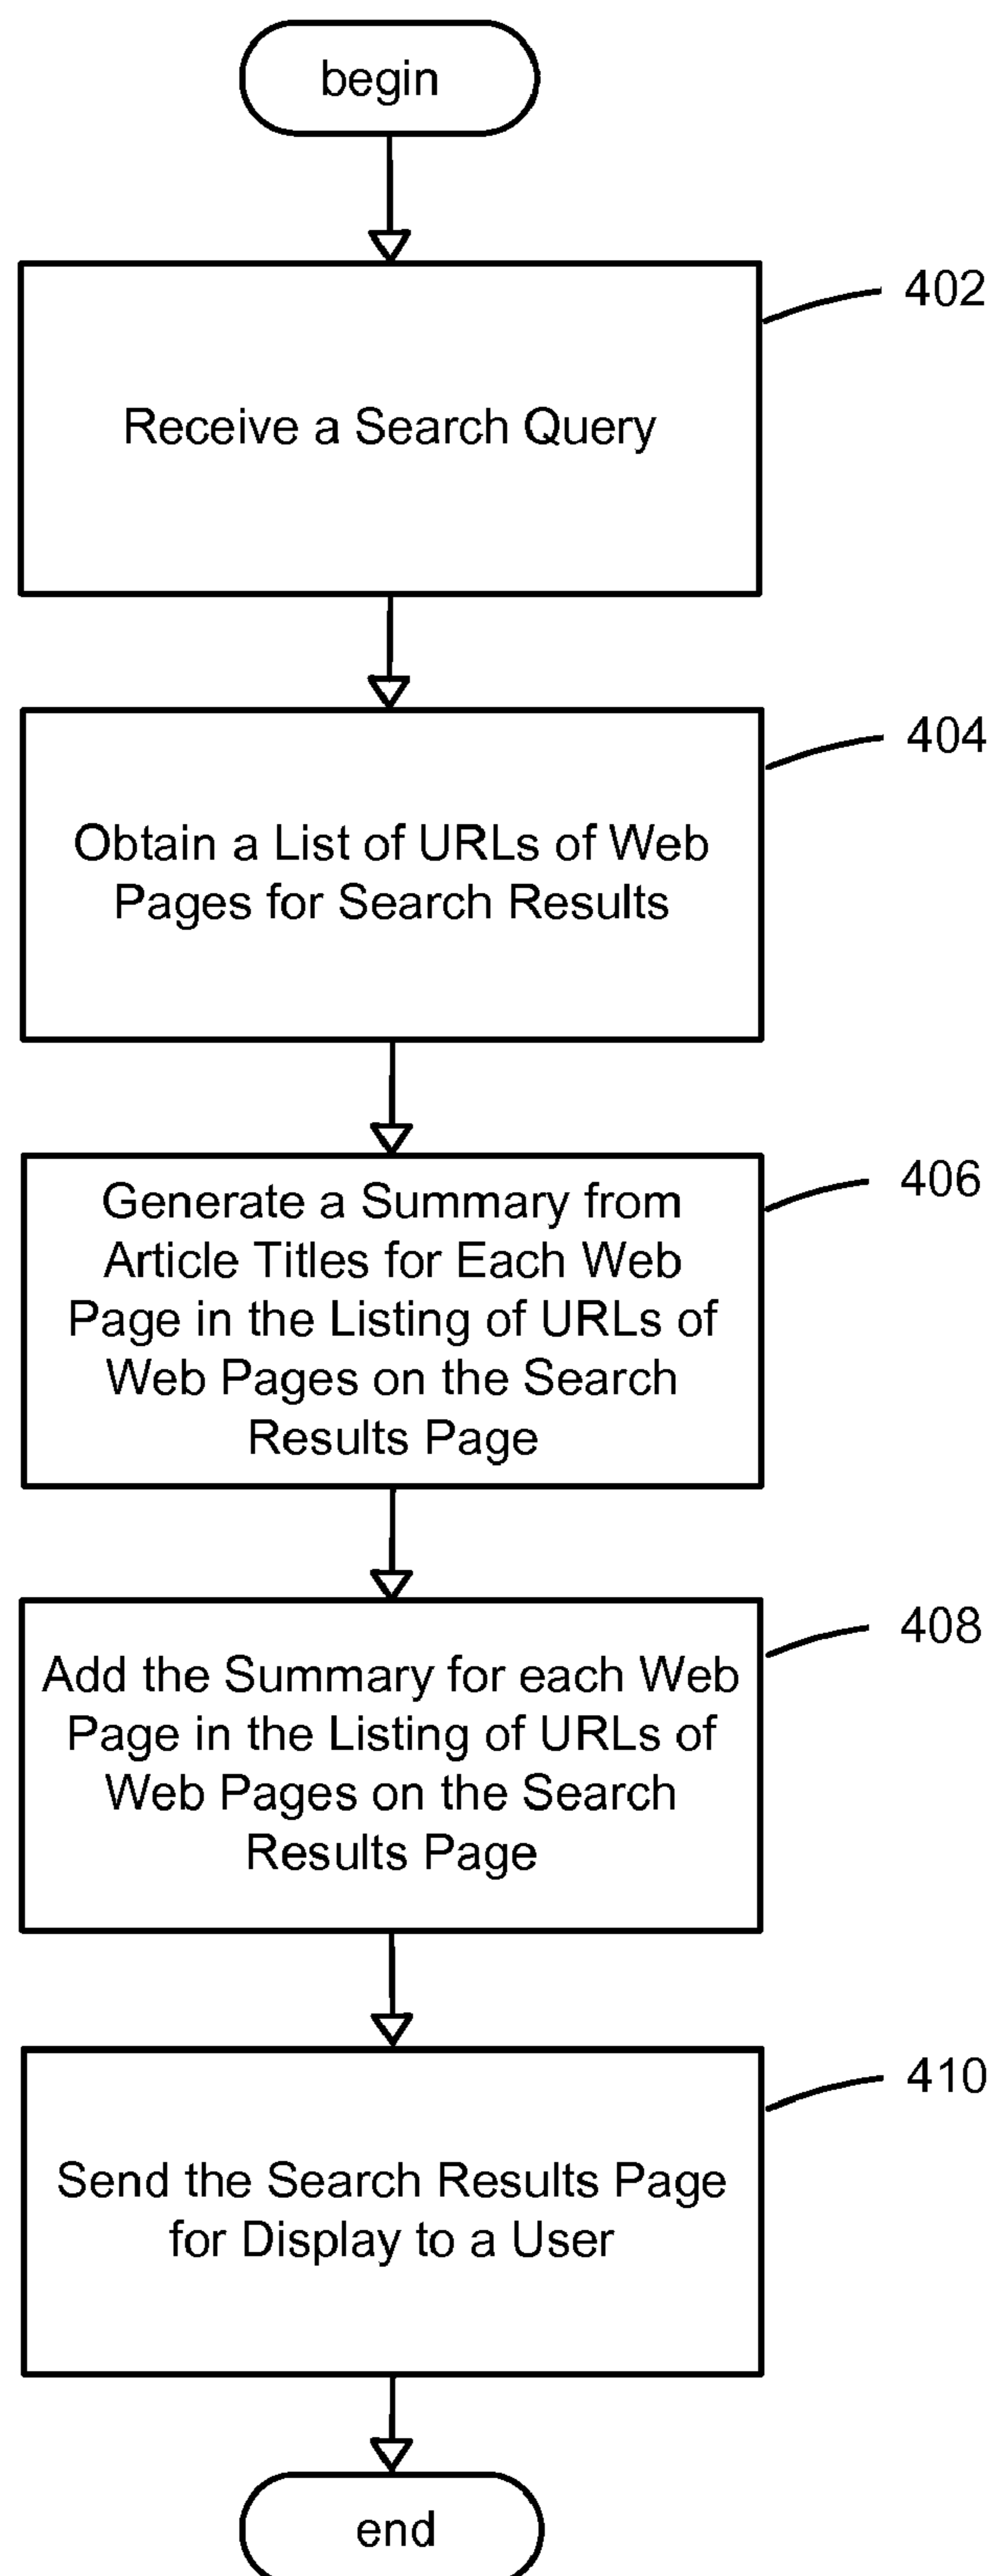 begin
402
Receive a Search Query
404
Obtain a List of URLs of Web
Pages for Search Results
406
Generate a Summary from
Article Titles for Each Web
Page in the Listing of URLs of
Web Pages on the Search
Results Page
408
Add the Summary for each Web
Page in the Listing of URLs of
Web Pages on the Search
Results Page
410
Send the Search Results Page
for Display to a User
end